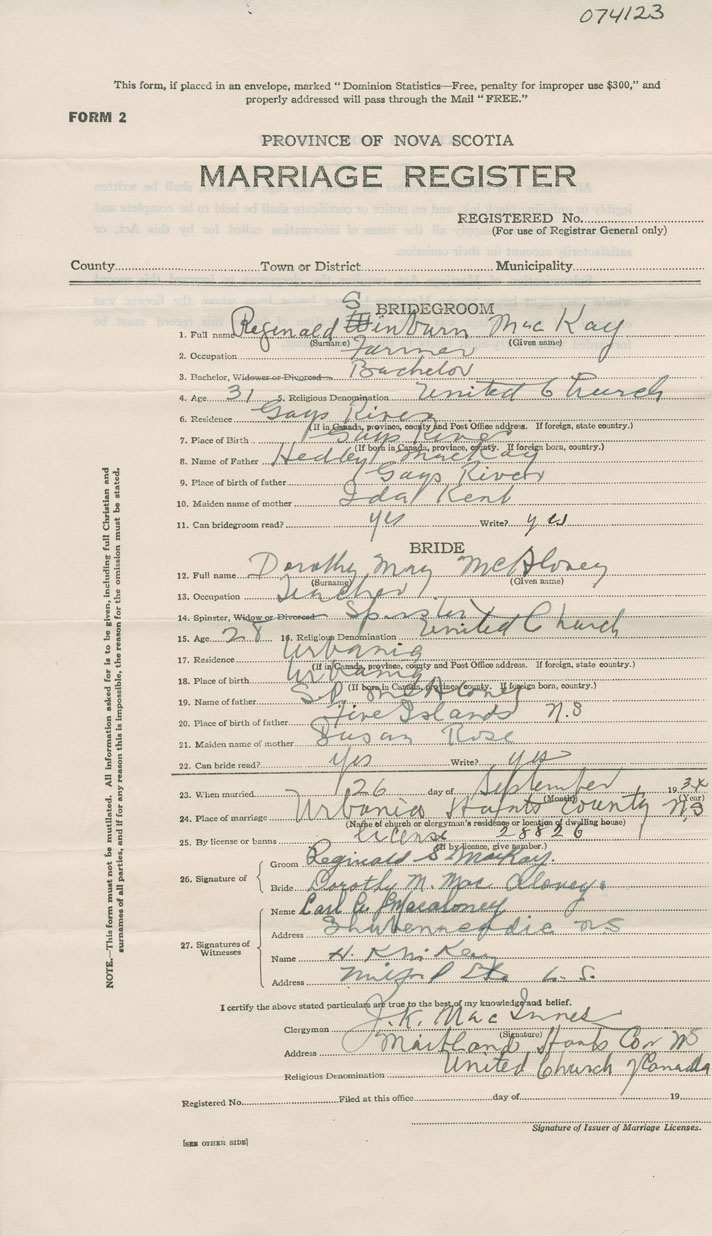 074123
This form, if placed in an envelope, marked "Dominion Statistics—Free, penalty for improper use $300," and
properly addressed will pass through the Mail "FREE."
FORM 2
PROVINCE OF NOVA SCOTIA
MARRIAGE REGISTER
REGISTERED No.
(For use of Registrar General only)
County Town or District Municipality
BRIDEGROOM
1. Full name Reginald Sinburn MacKay
(Surname) (Given name)
2. Occupation Farmer
3. Bachelor, Widower or Divorced Bachelor
4. Age 31 5. Religious Denomination United Church
6. Residence Gays River
(If in Canada, province, county and Post Office address. If foreign, state country.)
7. Place of Birth Gays River
(If born in Canada, province, county. If foreign born, country.)
8. Name of Father Hedley MacKay
9. Place of birth of father Gays River
10. Maiden name of mother Ida Kent
11. Can bridegroom read? yes Write? yes
BRIDE
12. Full name Dorothy May McAloney
(Surname) (Given name)
13. Occupation Teacher
14. Spinster, Widow or Divorced Spinster
15. Age 28 16. Religious Denomination United Church
17. Residence Urbania
(If in Canada, province, county and Post Office address. If foreign, state country.)
18. Place of birth Urbania
(If born in Canada, province, county. If foreign born, country.)
19. Name of father McAloney
20. Place of birth of father Five Islands N.S
21. Maiden name of mother Susan Rose
22. Can bride read? yes Write? yes
23. When married 26 day of September 1934
(Month) (Year)
24. Place of marriage Urbania Hants County NS
(Name of church or clergyman's residence or location of dwelling house)
25. By license or banns license 28826
(If by licence, give number.)
26. Signature of
Groom Reginald S MacKay.
Bride Dorothy M. Mac Aloney.
27. Signatures of Witnesses
Name Carl Macaloney
Address Shubenacadie NS
Name H.
Address Milford Sta
I certify the above stated particulars are true to the best of my knowledge and belief.
Clergyman J.K. MacInnes
(Signature)
Address Maitland Hants Co NS
Religious Denomination United Church of Canada
Registered No. Filed at this office day of 19
Signature of Issuer of Marriage Licenses.
[SEE OTHER SIDE]
NOTE.—This form must not be mutilated. All information asked for is to be given, including full Christian and
surnames of all parties, and if for any reason this is impossible, the reason for the omission must be stated.